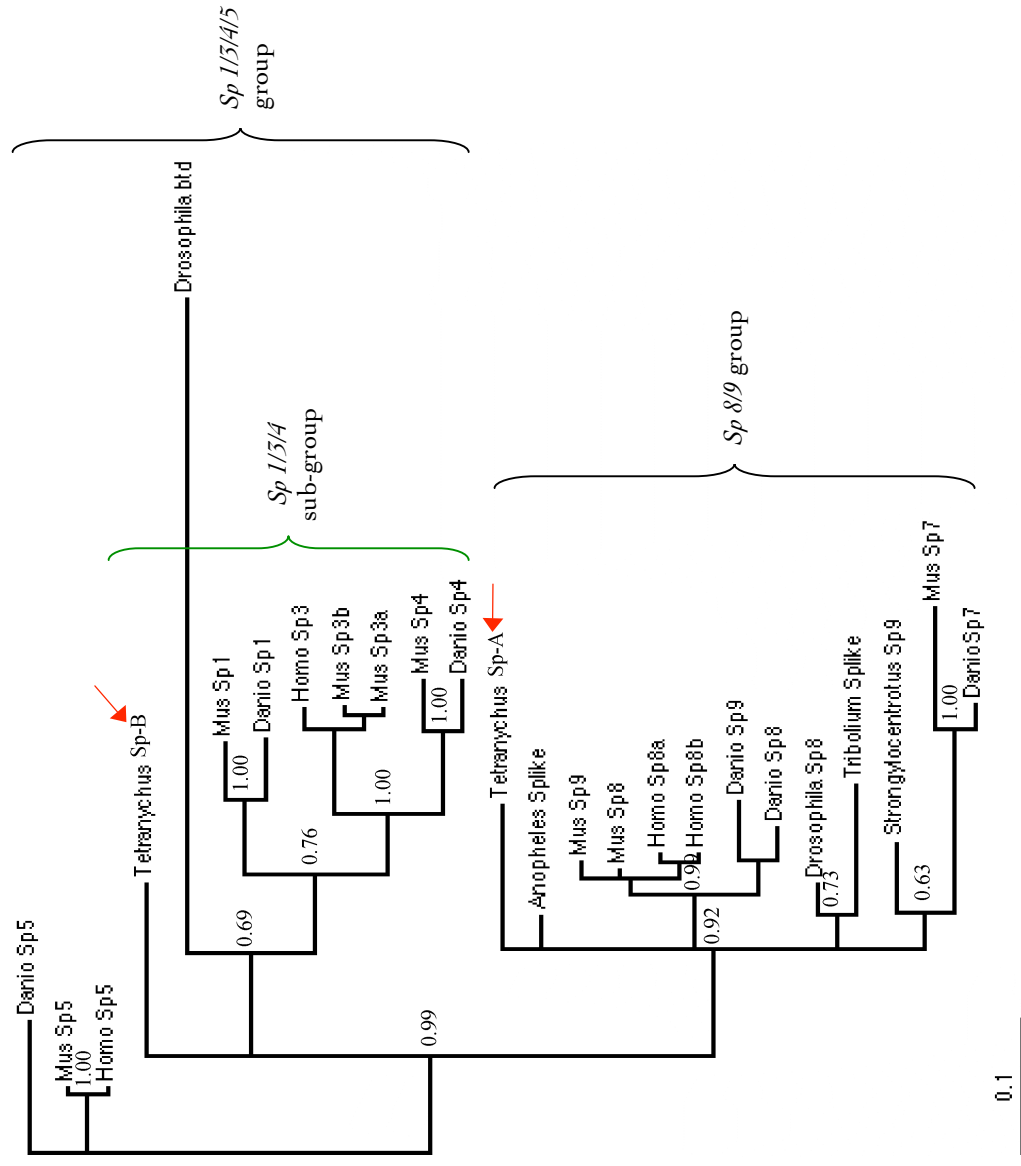 Danio Sp5
Mus Sp5
1.00
Homo Sp5
Tetranychus Sp-B
Drosophila btd
Mus Sp1
1.00
Danio Sp1
0.76
0.69
Homo Sp3
Mus Sp3b
Mus Sp3a
1.00
Mus Sp4
1.00
Danio Sp4
0.99
Sp 1/3/4/5
group
Sp 1/3/4
sub-group
Tetranychus Sp-A
Anopheles Splike
Mus Sp9
Mus Sp8
Homo Sp8a
Homo Sp8b
Danio Sp9
Danio Sp8
0.92
Drosophila Sp8
0.73
Tribolium Splike
Strongylocentrotus Sp9
0.63
Mus Sp7
1.00
DanioSp7
Sp 8/9 group
0.1